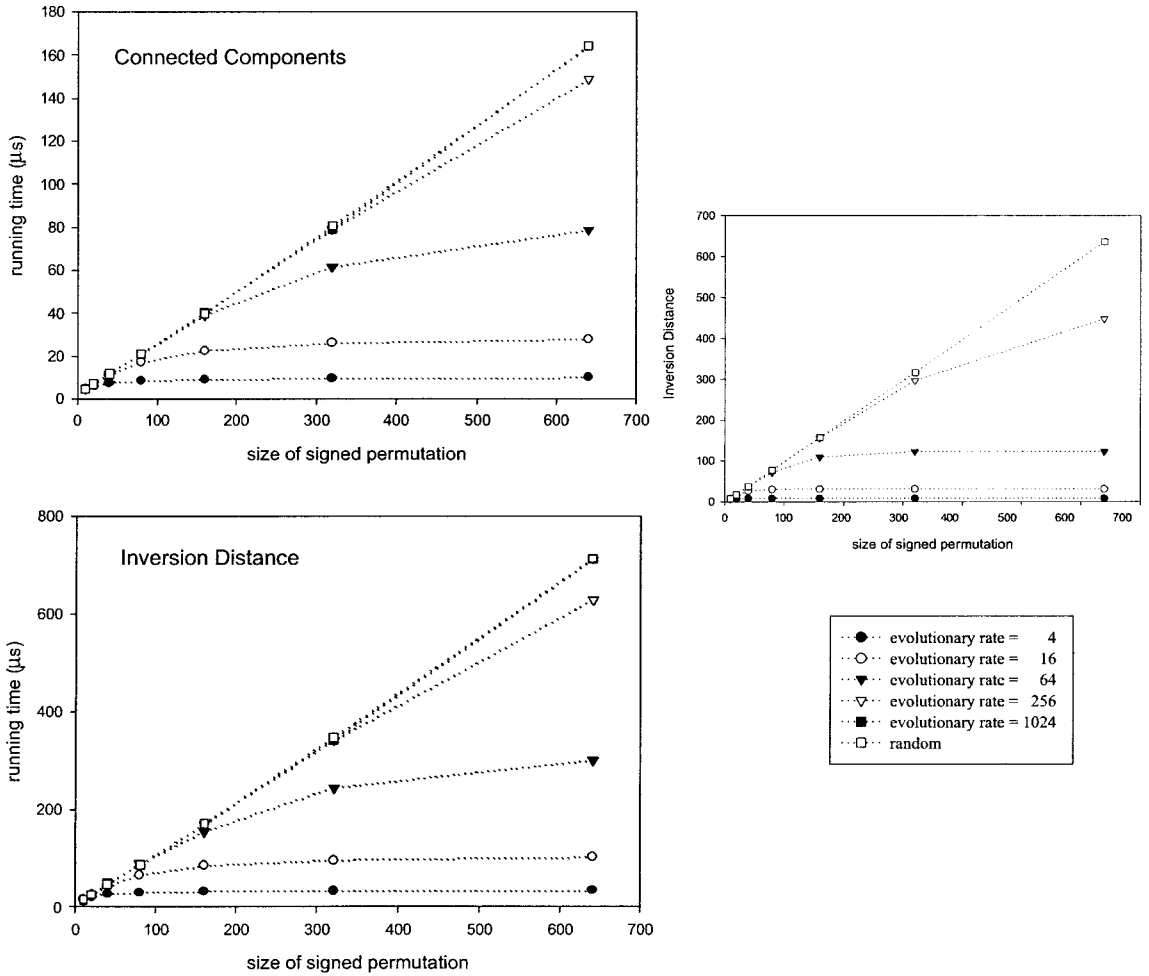 180
160
140
120
100
80
60
40
20
0
running time (µs)
Connected Components
0 100 200 300 400 500 600 700
size of signed permutation
800
600
400
200
0
running time (µs)
Inversion Distance
0 100 200 300 400 500 600 700
size of signed permutation
700
600
500
400
300
200
100
0
Inversion Distance
0 100 200 300 400 500 600 700
size of signed permutation
evolutionary rate = 4
evolutionary rate = 16
evolutionary rate = 64
evolutionary rate = 256
evolutionary rate = 1024
random